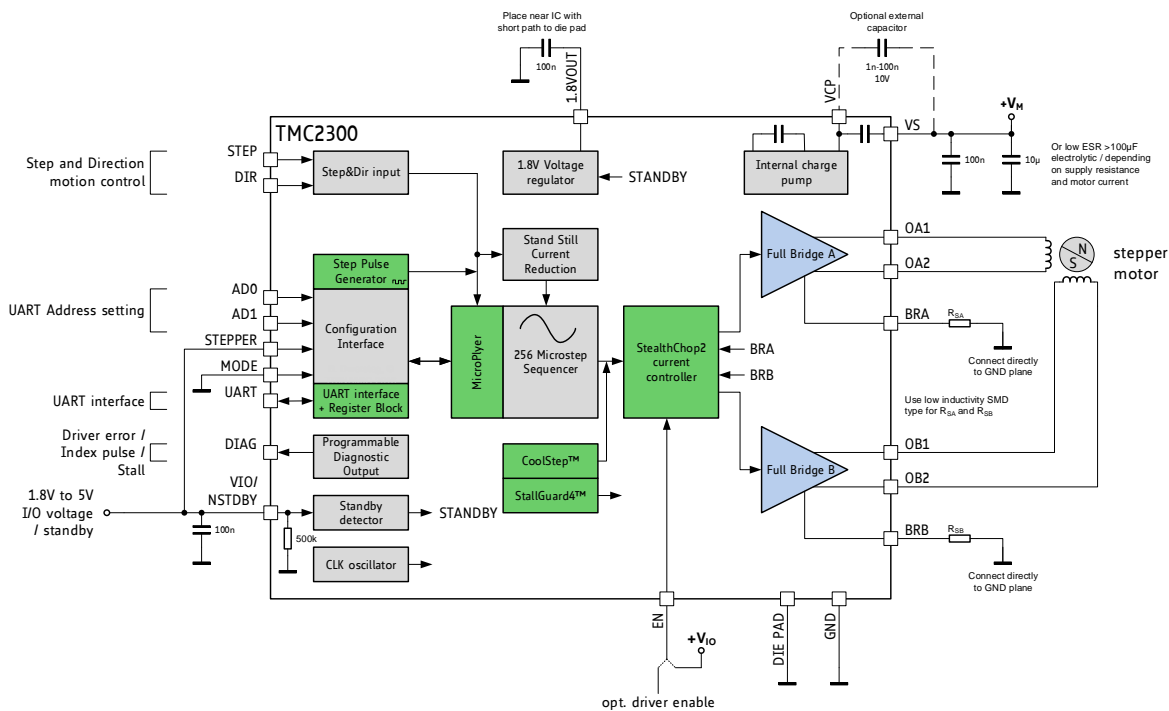 Place near IC with
short path to die pad
100n
1.8VOUT
Optional external
capacitor
1n-100n
10V
VCP
+VM
VS
100n
10µ
Or low ESR >100µF
electrolytic / depending
on supply resistance
and motor current
TMC2300
Step and Direction
motion control
STEP
DIR
Step&Dir input
1.8V Voltage
regulator
STANDBY
Internal charge
pump
Stand Still
Current
Reduction
Full Bridge A
OA1
OA2
N
S
stepper
motor
Step Pulse
Generator
UART Address setting
AD0
AD1
STEPPER
MODE
UART
Configuration
Interface
UART interface
+ Register Block
MicroPlyer
256 Microstep
Sequencer
StealthChop2
current
controller
BRA
BRB
BRA
RSA
Connect directly
to GND plane
Use low inductivity SMD
type for RSA and RSB
UART interface
Driver error /
Index pulse /
Stall
DIAG
Programmable
Diagnostic
Output
CoolStep™
StallGuard4™
Full Bridge B
OB1
OB2
1.8V to 5V
I/O voltage
/ standby
VIO/
NSTDBY
100n
500k
Standby
detector
STANDBY
CLK oscillator
BRB
RSB
Connect directly
to GND plane
EN
+VIO
opt. driver enable
DIE PAD
GND